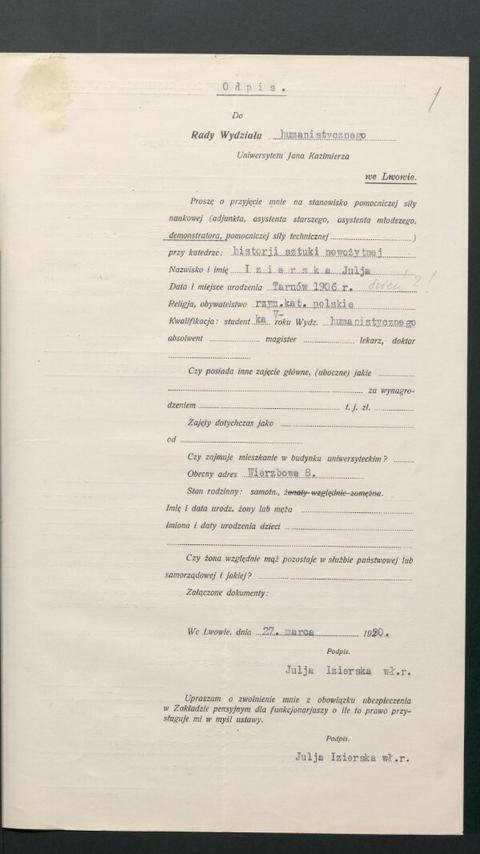 Odpis.
1
Do
Rady Wydziału humanistycznego
Uniwersytetu Jana Kazimierza
we Lwowie.
Proszę o przyjęcie mnie na stanowisko pomocniczej siły
naukowej (adjunkta, asystenta starszego, asystenta młodszego,
demonstratora, pomocniczej siły technicznej ........ )
przy katedrze: historji sztuki nowożytnej
Nazwisko i imię Izierska Julja
Data i miejsce urodzenia Tarnów 1906 r. dzień ?!
Religja, obywatelstwo rzym.kat. polskie
Kwalifikacja: student ka V- roku Wydz. humanistycznego
absolwent ........ magister ........ lekarz, doktor
........
Czy posiada inne zajęcie główne, (uboczne) jakie ........
........ za wynagro-
dzeniem ........ t. j. zł. ........
Zajęty dotychczas jako ........
od ........
Czy zajmuje mieszkanie w budynku uniwersyteckim? ........
Obecny adres Wierzbowa 8.
Stan rodzinny: samotn., żonaty względnie zamężna.
Imię i data urodz. żony lub męża ........
Imiona i daty urodzenia dzieci ........
........
Czy żona względnie mąż pozostaje w służbie państwowej lub
samorządowej i jakiej? ........
Załączone dokumenty:
We Lwowie, dnia 27. marca 1930.
Podpis.
Julja Izierska wł.r.
Upraszam o zwolnienie mnie z obowiązku ubezpieczenia
w Zakładzie pensyjnym dla funkcjonarjuszy o ile to prawo przy-
sługuje mi w myśl ustawy.
Podpis.
Julja Izierska wł.r.